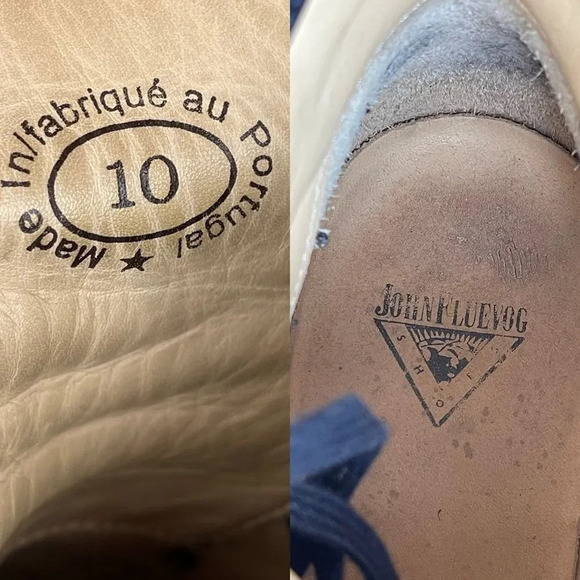 Made In/fabriqué au Portugal
10
JOHN FLUEVOG
SHOES